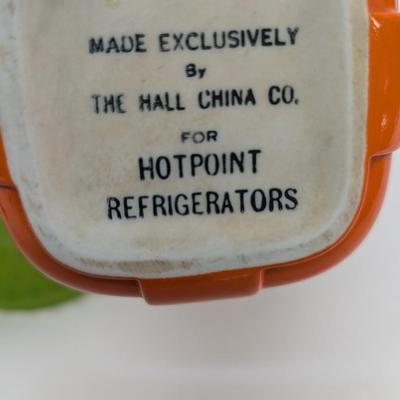 MADE EXCLUSIVELY
By
THE HALL CHINA CO.
FOR
HOTPOINT
REFRIGERATORS